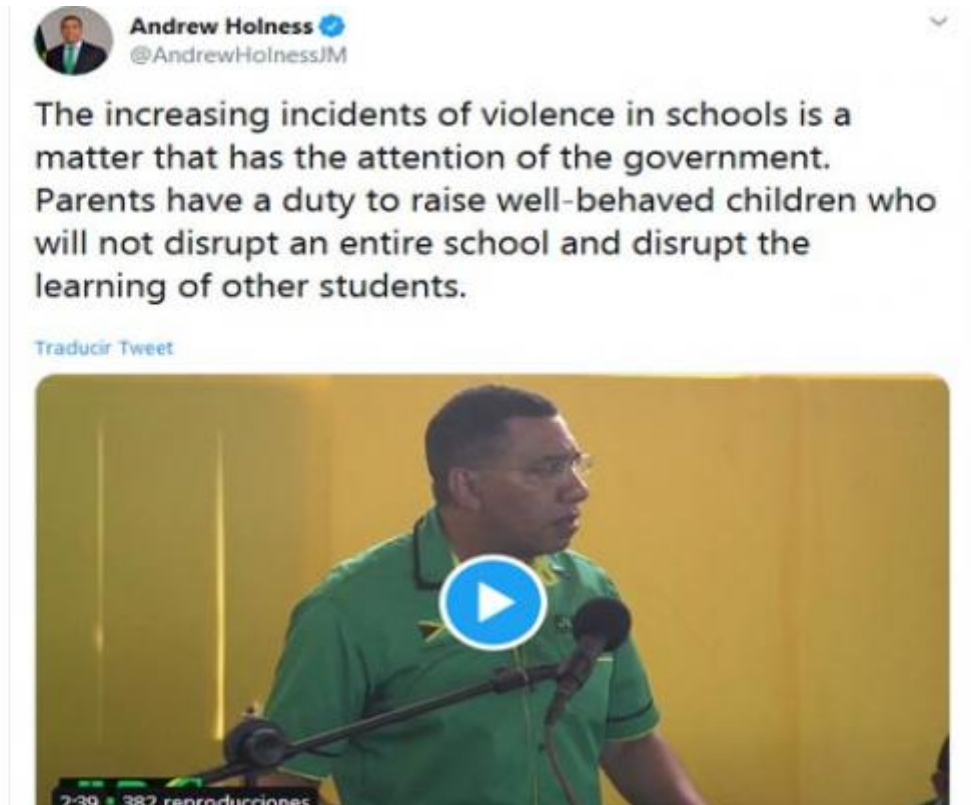 Andrew Holness
@AndrewHolnessJM
The increasing incidents of violence in schools is a
matter that has the attention of the government.
Parents have a duty to raise well-behaved children who
will not disrupt an entire school and disrupt the
learning of other students.
Traducir Tweet
2:39
382 reproducciones